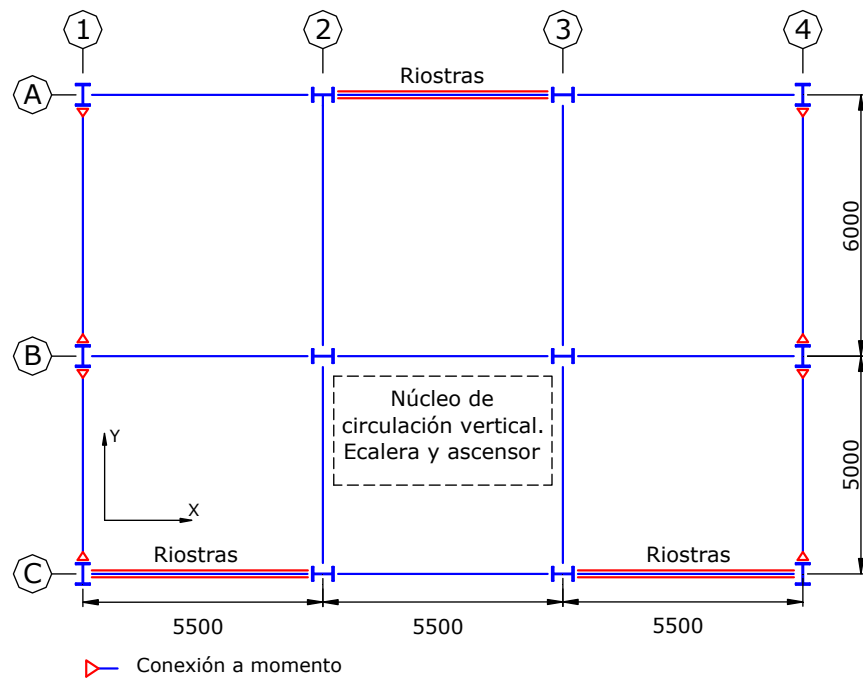 1
2
3
4
A
Riostras
6000
B
Núcleo de
circulación vertical.
Ecalera y ascensor
5000
Y
X
Riostras
Riostras
C
5500
5500
5500
Conexión a momento